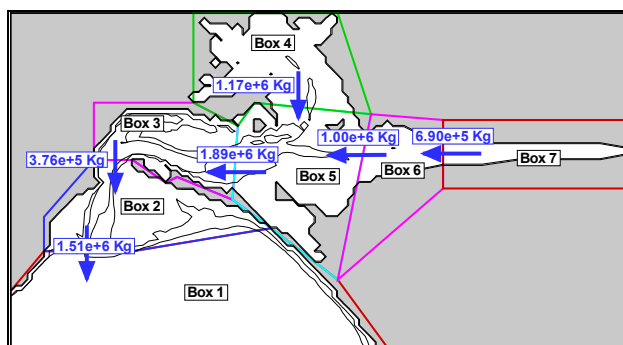 Box 4
1.17e+6 Kg
Box 3
1.00e+6 Kg
6.90e+5 Kg
3.76e+5 Kg
1.89e+6 Kg
Box 7
Box 6
Box 5
Box 2
1.51e+6 Kg
Box 1